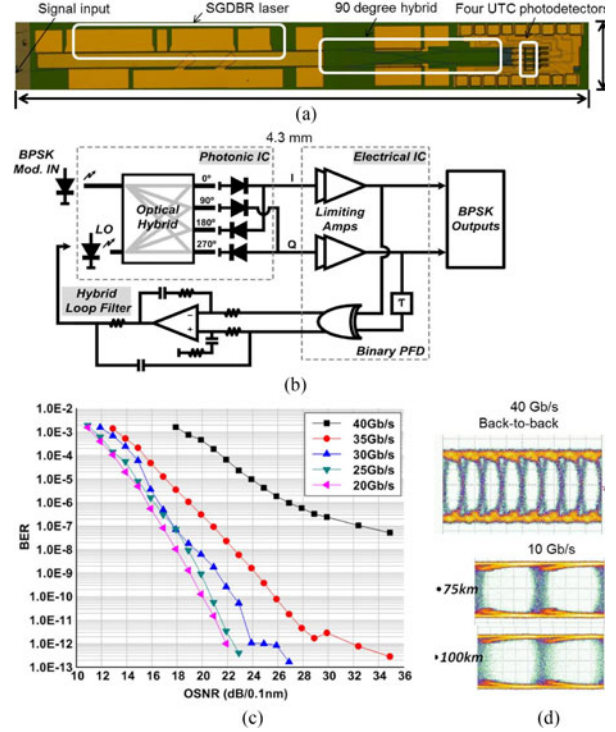 Signal input
SGDBR laser
90 degree hybrid
Four UTC photodetectors
(a)
4.3 mm
BPSK
Mod. IN
Photonic IC
Electrical IC
0°
90°
180°
270°
Optical
Hybrid
LO
I
Q
Limiting
Amps
BPSK
Outputs
Hybrid
Loop Filter
T
Binary PFD
(b)
1.0E-2
1.0E-3
1.0E-4
1.0E-5
1.0E-6
1.0E-7
1.0E-8
1.0E-9
1.0E-10
1.0E-11
1.0E-12
1.0E-13
BER
40Gb/s
35Gb/s
30Gb/s
25Gb/s
20Gb/s
10 12 14 16 18 20 22 24 26 28 30 32 34 36
OSNR (dB/0.1nm)
(c)
40 Gb/s
Back-to-back
10 Gb/s
75km
100km
(d)